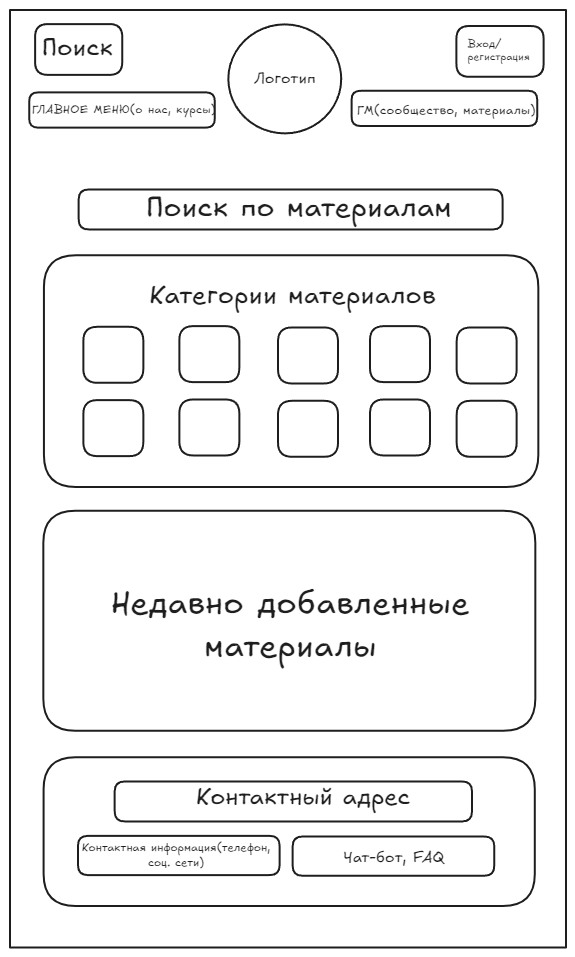 Поиск
Логотип
Вход/
регистрация
ГЛАВНОЕ МЕНЮ(о нас, курсы)
ГМ(сообщество, материалы)
Поиск по материалам
Категории материалов
Недавно добавленные
материалы
Контактный адрес
Контактная информация(телефон,
соц. сети)
Чат-бот, FAQ